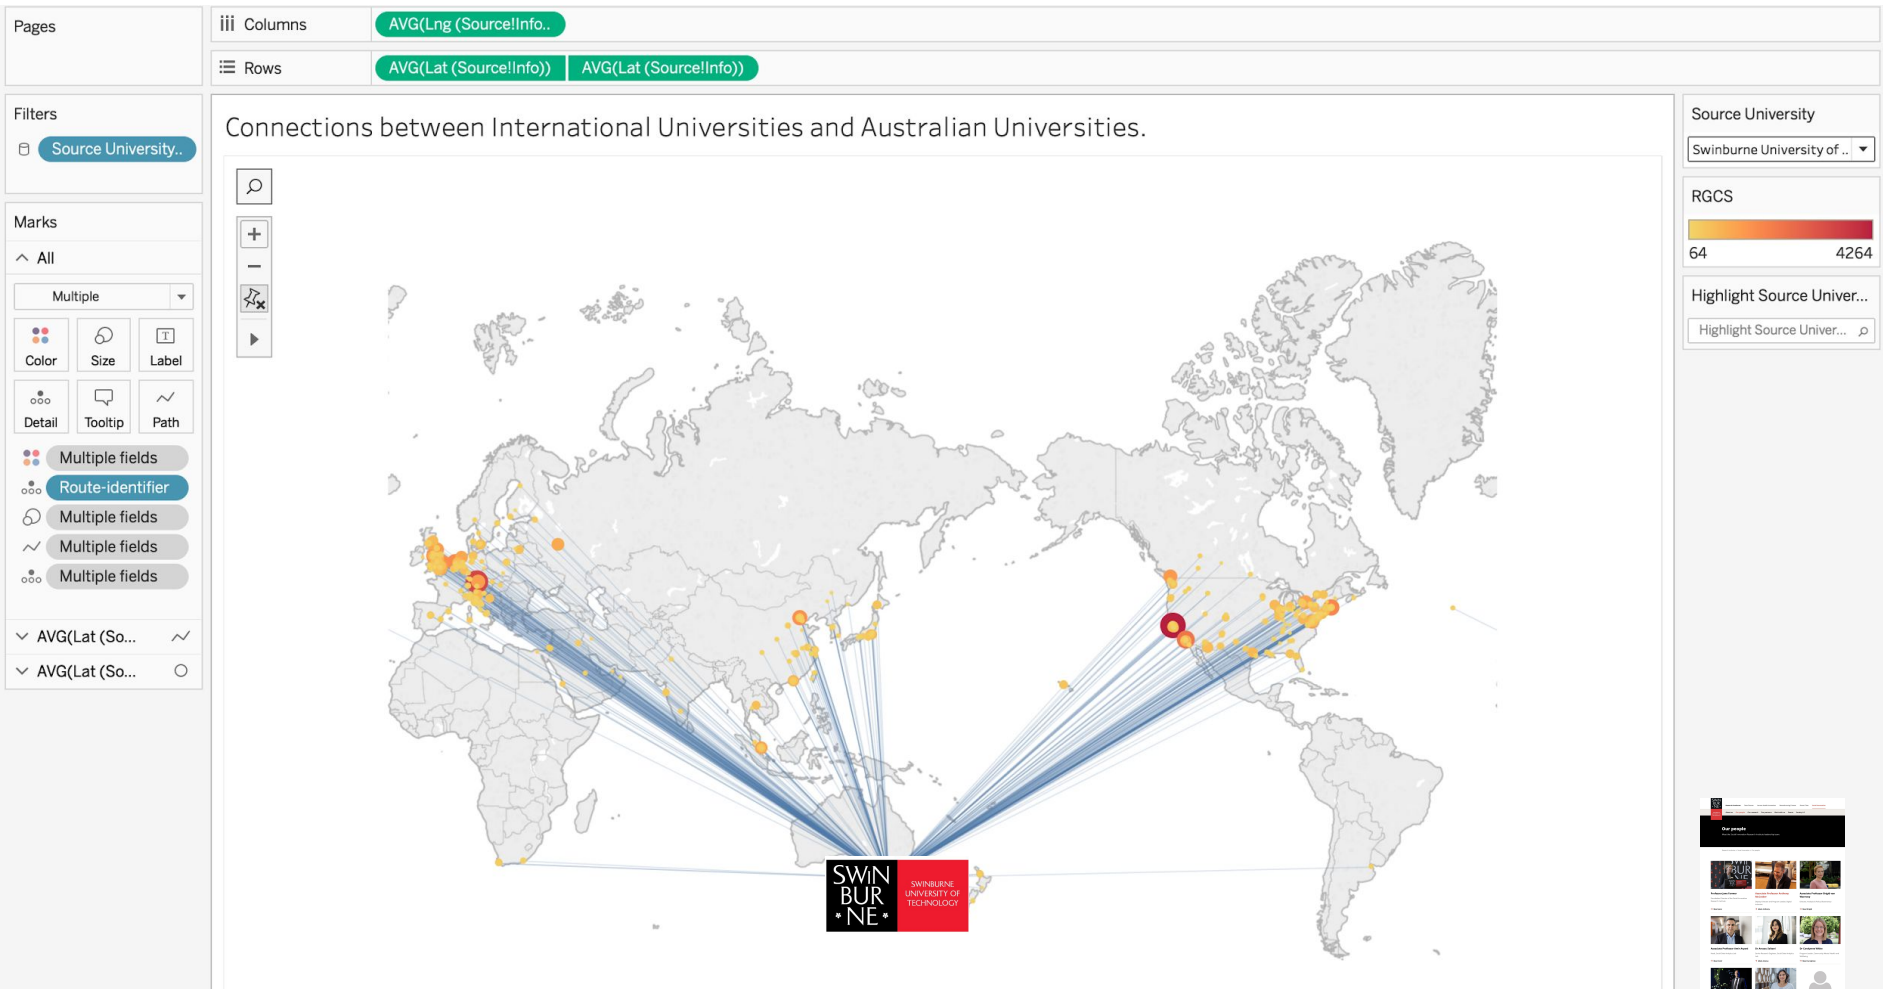 Pages
Columns
AVG(Lng (Source!Info..
Rows
AVG(Lat (Source!Info))
AVG(Lat (Source!Info))
Filters
Source University..
Marks
All
Multiple
Color
Size
Label
Detail
Tooltip
Path
Multiple fields
Route-identifier
Multiple fields
Multiple fields
Multiple fields
AVG(Lat (So...
AVG(Lat (So...
Connections between International Universities and Australian Universities.
SWIN
BUR
* NE *
SWINBURNE
UNIVERSITY OF
TECHNOLOGY
Source University
Swinburne University of ..
RGCS
64
4264
Highlight Source Univer...
Highlight Source Univer...
Our people